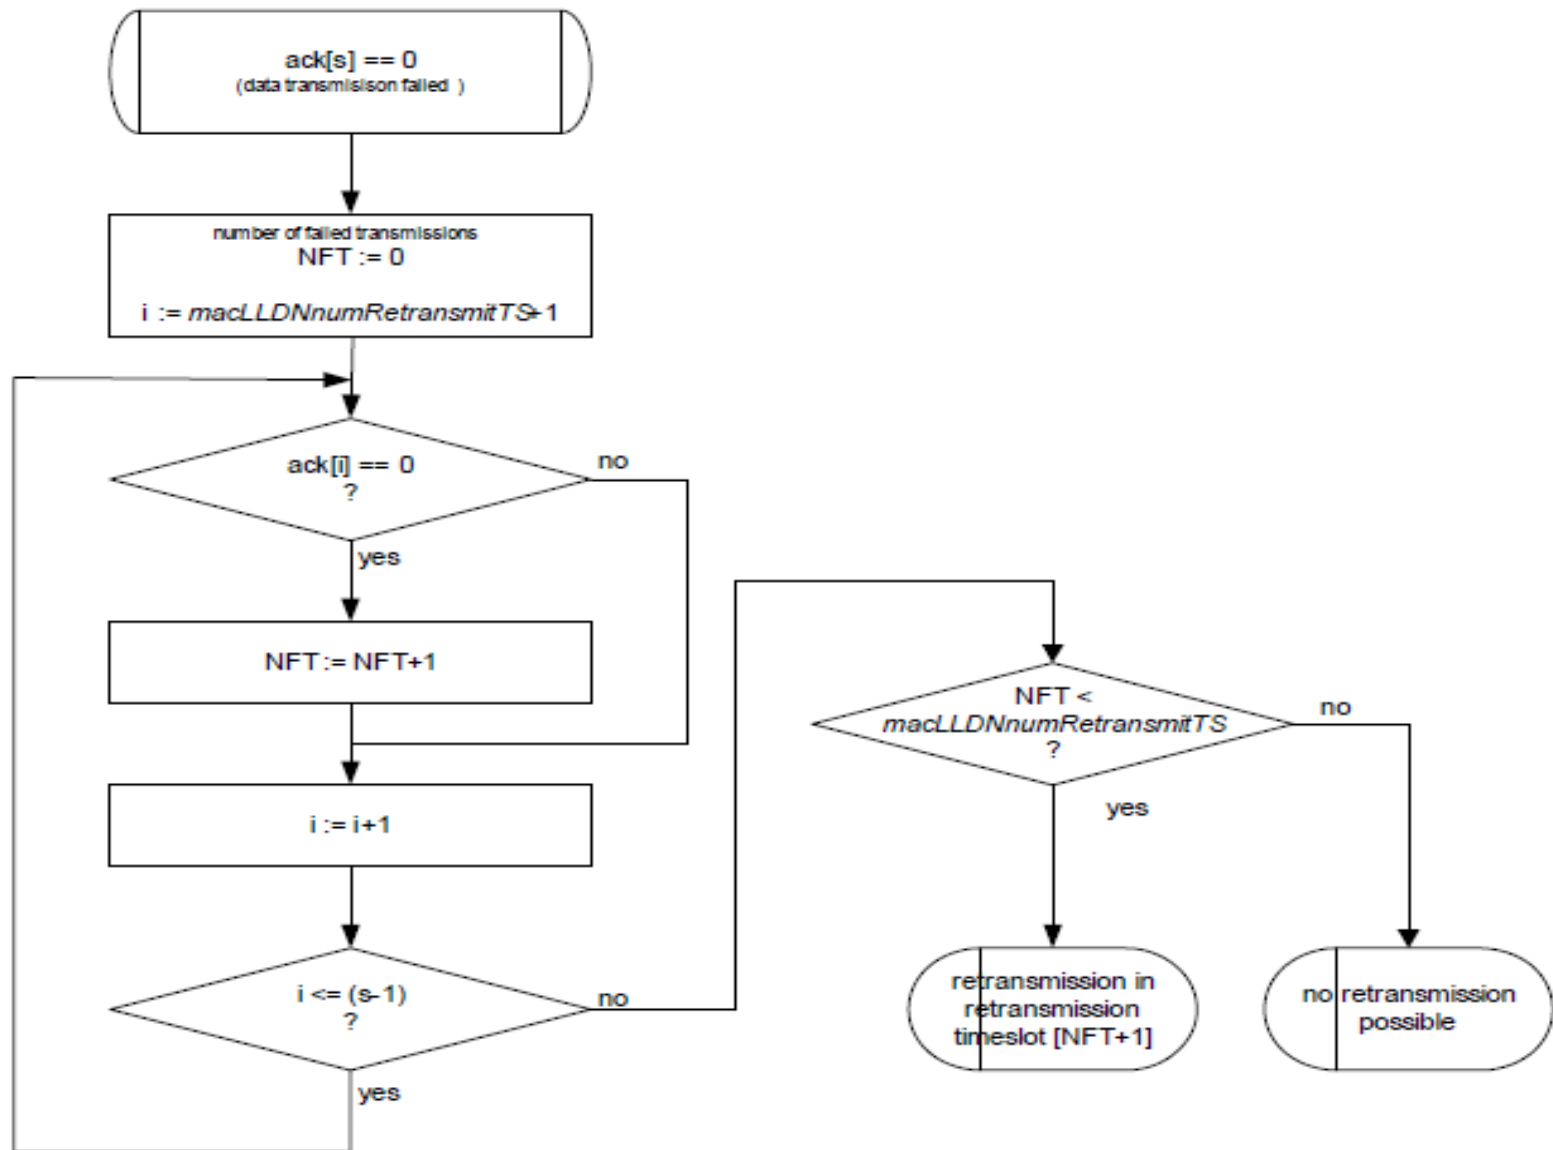 ack[s] == 0
(data transmisison failed )
number of failed transmissions
NFT := 0
i := macLLDNnumRetransmitTS+1
ack[i] == 0
?
no
yes
NFT := NFT+1
i := i+1
i <= (s-1)
?
no
yes
NFT <
macLLDNnumRetransmitTS
?
no
yes
retransmission in
retransmission
timeslot [NFT+1]
no retransmission
possible